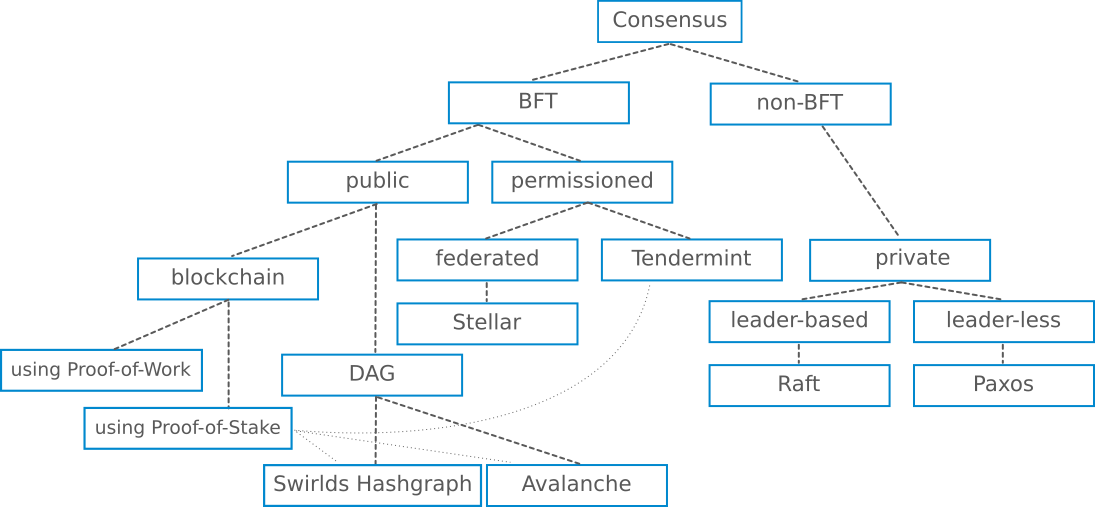 Consensus
BFT
non-BFT
public
permissioned
federated
Tendermint
private
blockchain
Stellar
leader-based
leader-less
using Proof-of-Work
DAG
Raft
Paxos
using Proof-of-Stake
Swirlds Hashgraph
Avalanche